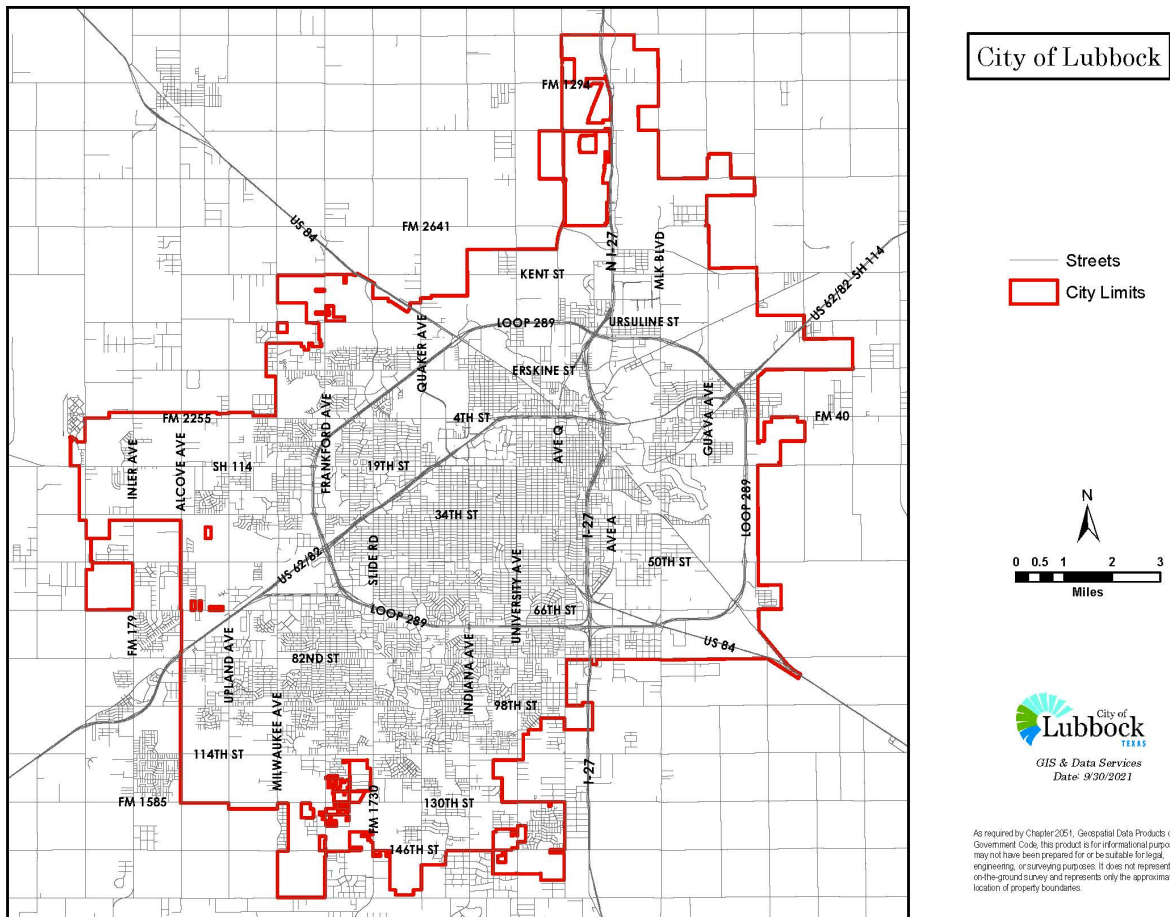 City of Lubbock
FM 1294
US 84
FM 2641
N I-27
MLK BLVD
KENT ST
US 62/82-SH 114
LOOP 289
URSULINE ST
QUAKER AVE
ERSKINE ST
GUAVA AVE
FM 2255
4TH ST
FM 40
FRANKFORD AVE
AVE Q
INLER AVE
ALCOVE AVE
SH 114
19TH ST
34TH ST
I-27
AVE A
LOOP 289
US 62/82
SLIDE RD
UNIVERSITY AVE
50TH ST
66TH ST
LOOP 289
FM 179
US 84
UPLAND AVE
82ND ST
INDIANA AVE
98TH ST
MILWAUKEE AVE
114TH ST
I-27
FM 1585
FM 1730
130TH ST
146TH ST
Streets
City Limits
N
0 0.5 1 2 3
Miles
City of
Lubbock
TEXAS
GIS & Data Services
Date: 9/30/2021
As required by Chapter 2051, Geospatial Data Products
Government Code, this product is for informational
may not have been prepared for or be suitable for legal,
engineering, or surveying purposes. It does not represent
on-the-ground survey and represents only the
location of property boundaries.